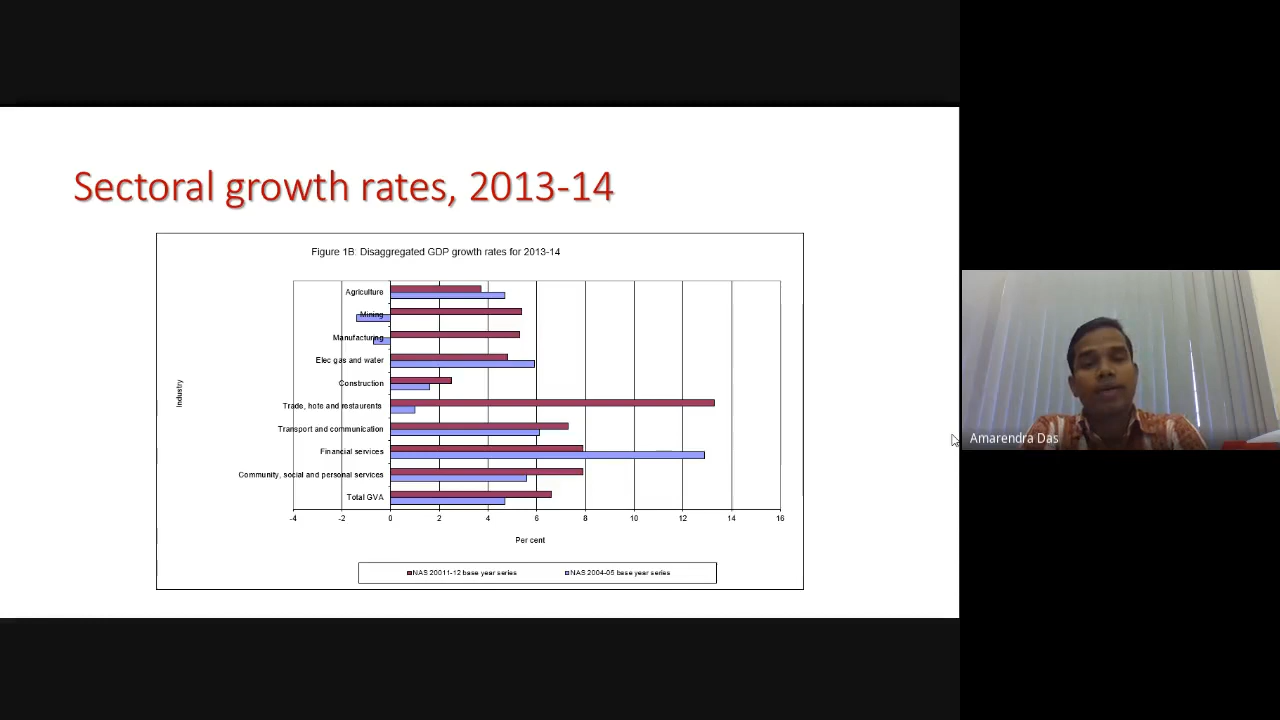 Sectoral growth rates, 2013-14
Figure 1B: Disaggregated GDP growth rates for 2013-14
Agriculture
Mining
Manufacturing
Elec gas and water
Construction
Trade, hote and restaurents
Transport and communication
Financial services
Community, social and personal services
Total GVA
Industry
-4 -2 0 2 4 6 8 10 12 14 16
Per cent
NAS 20011-12 base year series NAS 2004-05 base year series
Amarendra Das